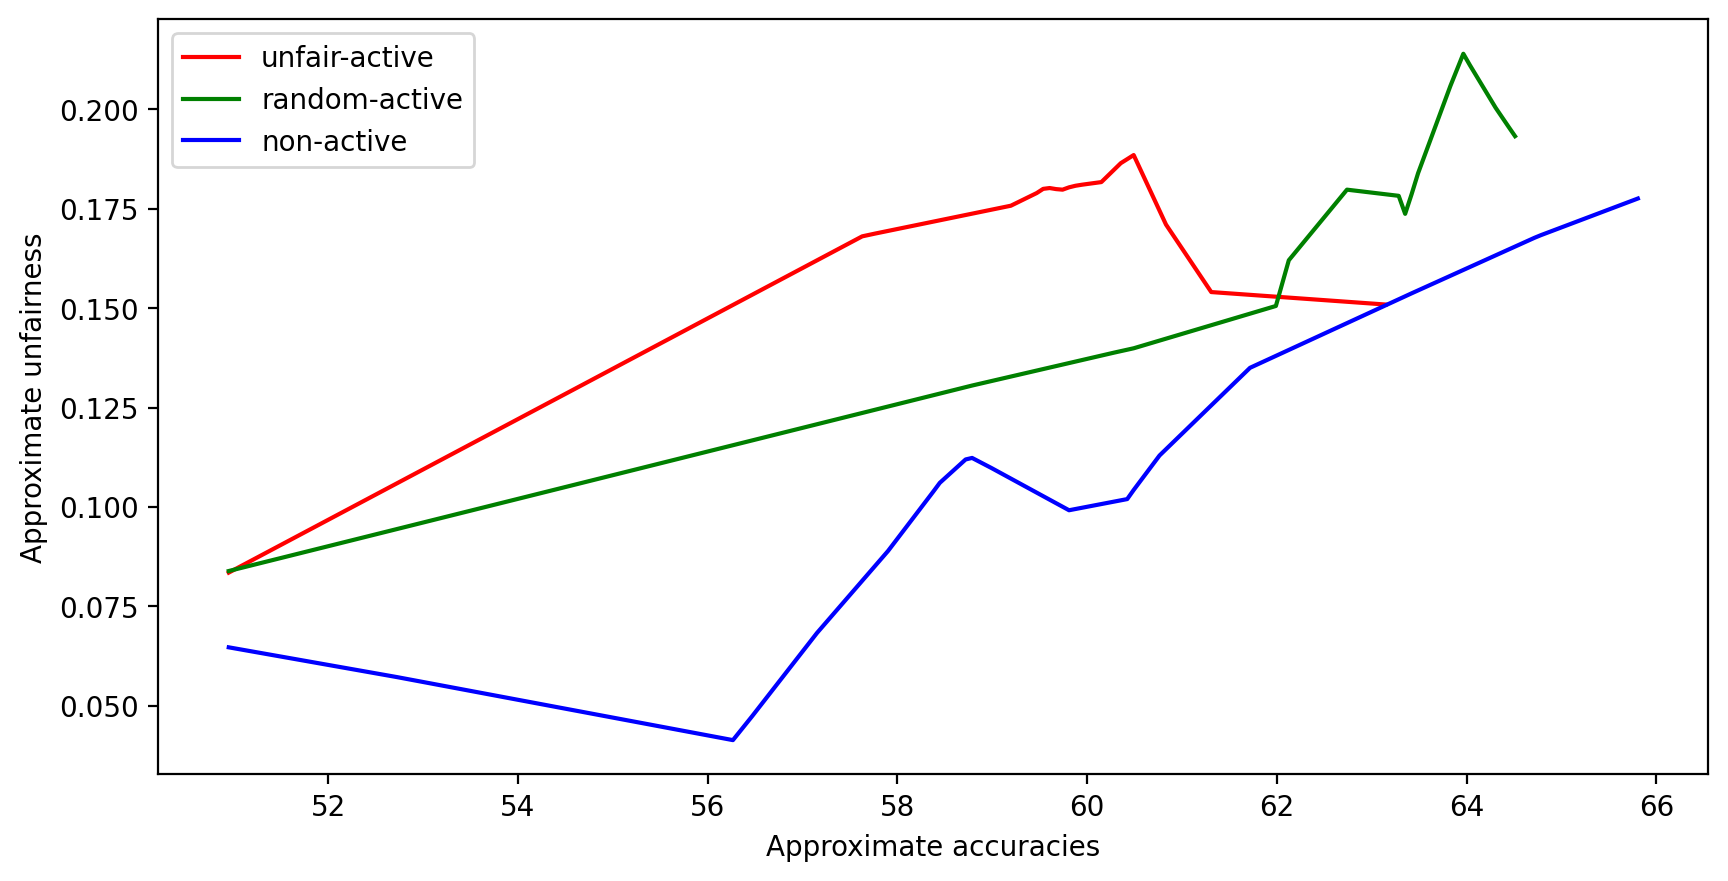 unfair-active
random-active
non-active
0.200
0.175
0.150
0.125
0.100
0.075
0.050
Approximate unfairness
52 54 56 58 60 62 64 66
Approximate accuracies